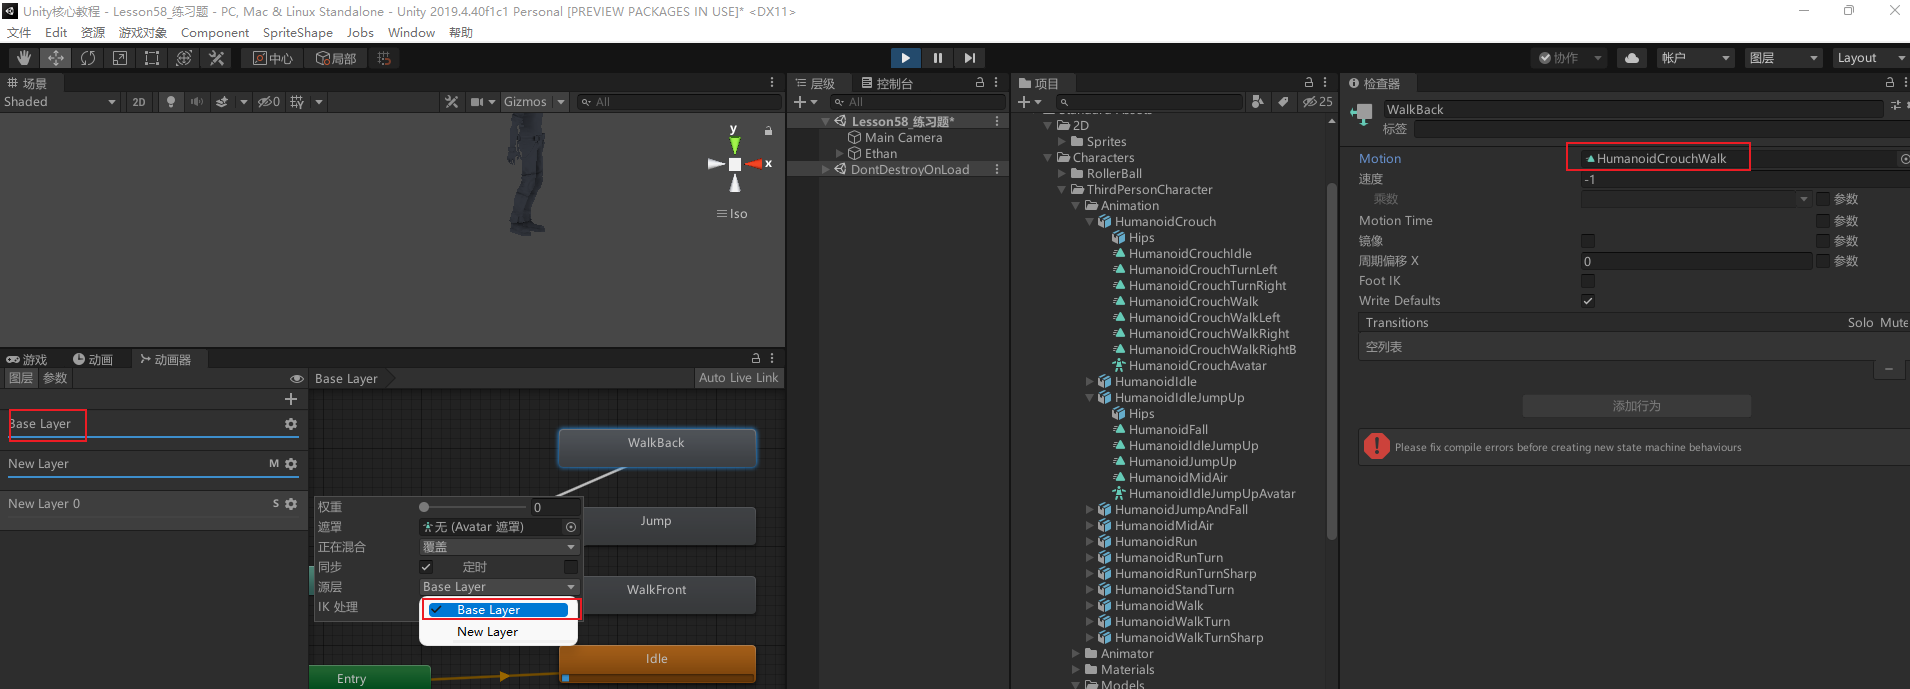 Unity核心教程 - Lesson58_练习题 - PC, Mac & Linux Standalone - Unity 2019.4.40f1c1 Personal [PREVIEW PACKAGES IN USE]* <DX11>
文件 Edit 资源 游戏对象 Component SpriteShape Jobs Window 帮助
中心 局部 协作 帐户 图层 Layout
场景
Shaded 2D 0 Gizmos All
y
x
Iso
层级 控制台
All
Lesson58_练习题*
Main Camera
Ethan
DontDestroyOnLoad
项目
25
2D
Sprites
Characters
RollerBall
ThirdPersonCharacter
Animation
HumanoidCrouch
Hips
HumanoidCrouchIdle
HumanoidCrouchTurnLeft
HumanoidCrouchTurnRight
HumanoidCrouchWalk
HumanoidCrouchWalkLeft
HumanoidCrouchWalkRight
HumanoidCrouchWalkRightB
HumanoidCrouchAvatar
HumanoidIdle
HumanoidIdleJumpUp
Hips
HumanoidFall
HumanoidIdleJumpUp
HumanoidJumpUp
HumanoidMidAir
HumanoidIdleJumpUpAvatar
HumanoidJumpAndFall
HumanoidMidAir
HumanoidRun
HumanoidRunTurn
HumanoidRunTurnSharp
HumanoidStandTurn
HumanoidWalk
HumanoidWalkTurn
HumanoidWalkTurnSharp
Animator
Materials
Models
检查器
WalkBack
标签
Motion HumanoidCrouchWalk
速度 -1
乘数 参数
Motion Time 参数
镜像 参数
周期偏移 X 0 参数
Foot IK
Write Defaults
Transitions Solo Mute
空列表
添加行为
Please fix compile errors before creating new state machine behaviours
游戏 动画 动画器
图层 参数 Base Layer Auto Live Link
Base Layer
New Layer M
New Layer 0 S
权重 0
遮罩 无 (Avatar 遮罩)
正在混合 覆盖
同步 定时
源层 Base Layer
IK 处理
Base Layer
New Layer
WalkBack
Jump
WalkFront
Idle
Entry